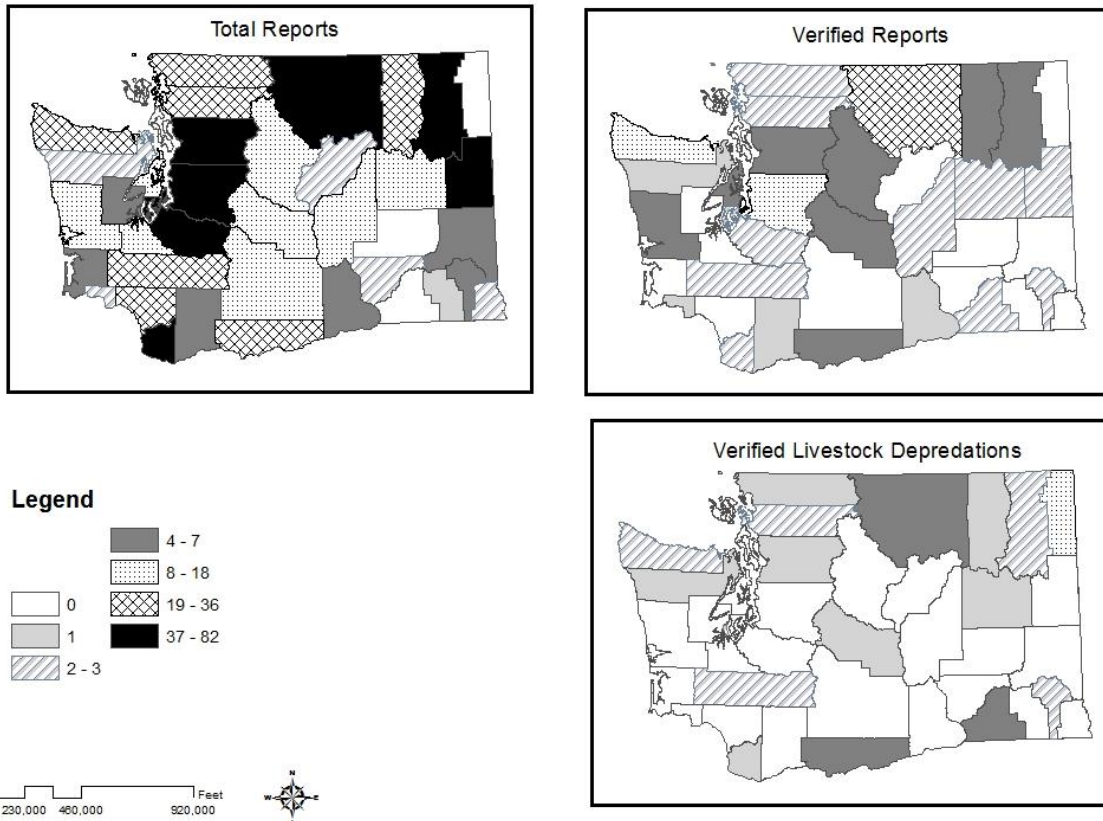 Total Reports
Verified Reports
Verified Livestock Depredations
Legend
0
1
2 - 3
4 - 7
8 - 18
19 - 36
37 - 82
Feet
230,000 460,000 920,000
N
W E
S